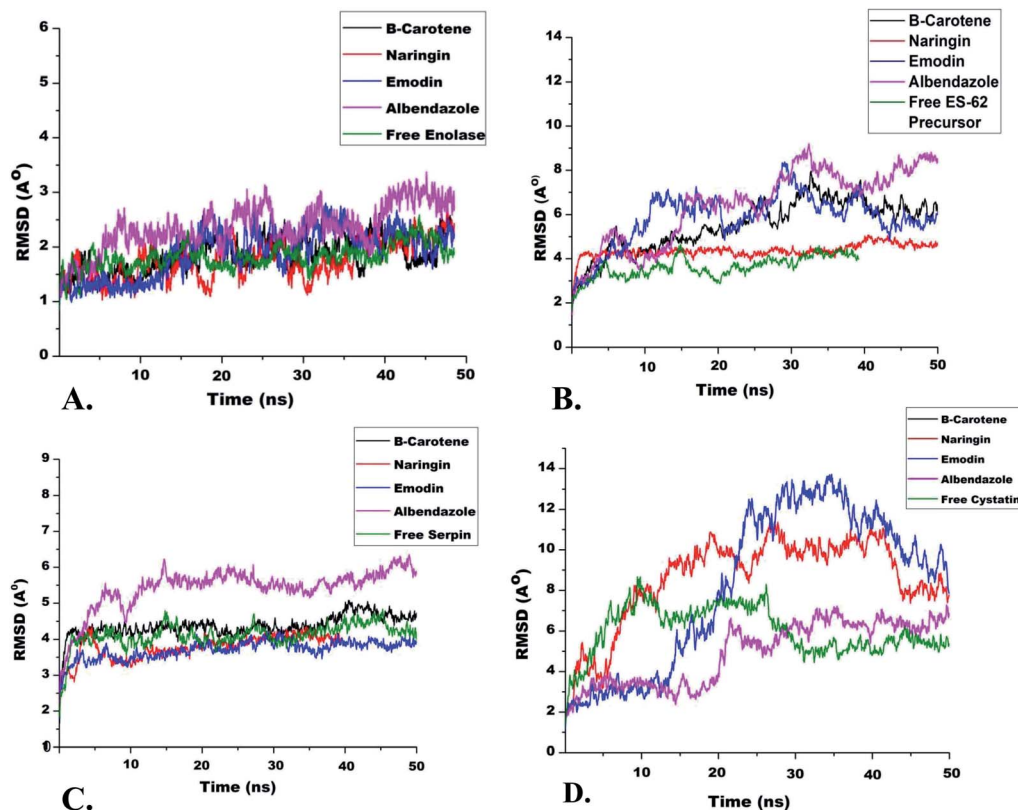 B-Carotene
Naringin
Emodin
Albendazole
Free Enolase
6
5
4
3
2
1
0
RMSD (A⁰)
10 20 30 40 50
Time (ns)
A.
B-Carotene
Naringin
Emodin
Albendazole
Free ES-62
Precursor
14
12
10
8
6
4
2
0
RMSD (A⁰)
10 20 30 40 50
Time (ns)
B.
B-Carotene
Naringin
Emodin
Albendazole
Free Serpin
9
8
7
6
5
4
3
2
1
0
RMSD (A⁰)
10 20 30 40 50
Time (ns)
C.
B-Carotene
Naringin
Emodin
Albendazole
Free Cystatin
14
12
10
8
6
4
2
0
RMSD (A⁰)
10 20 30 40 50
Time (ns)
D.